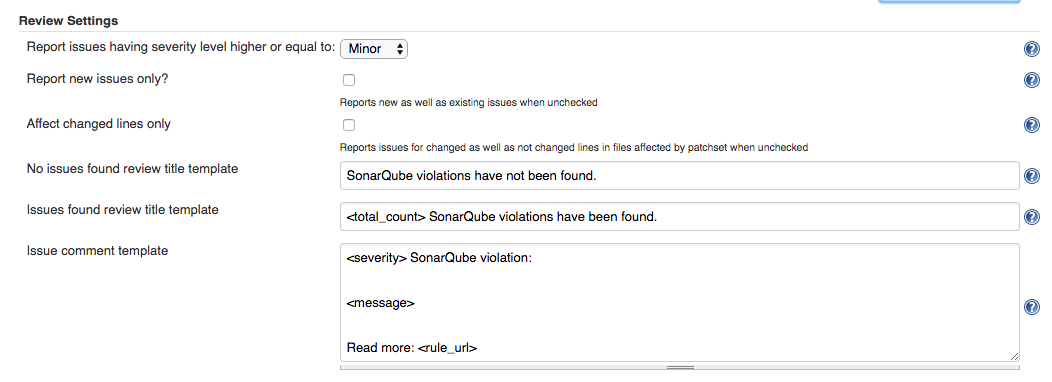 Review Settings
Report issues having severity level higher or equal to: Minor
Report new issues only?
Reports new as well as existing issues when unchecked
Affect changed lines only
Reports issues for changed as well as not changed lines in files affected by patchset when unchecked
No issues found review title template SonarQube violations have not been found.
Issues found review title template <total_count> SonarQube violations have been found.
Issue comment template <severity> SonarQube violation:
<message>
Read more: <rule_url>